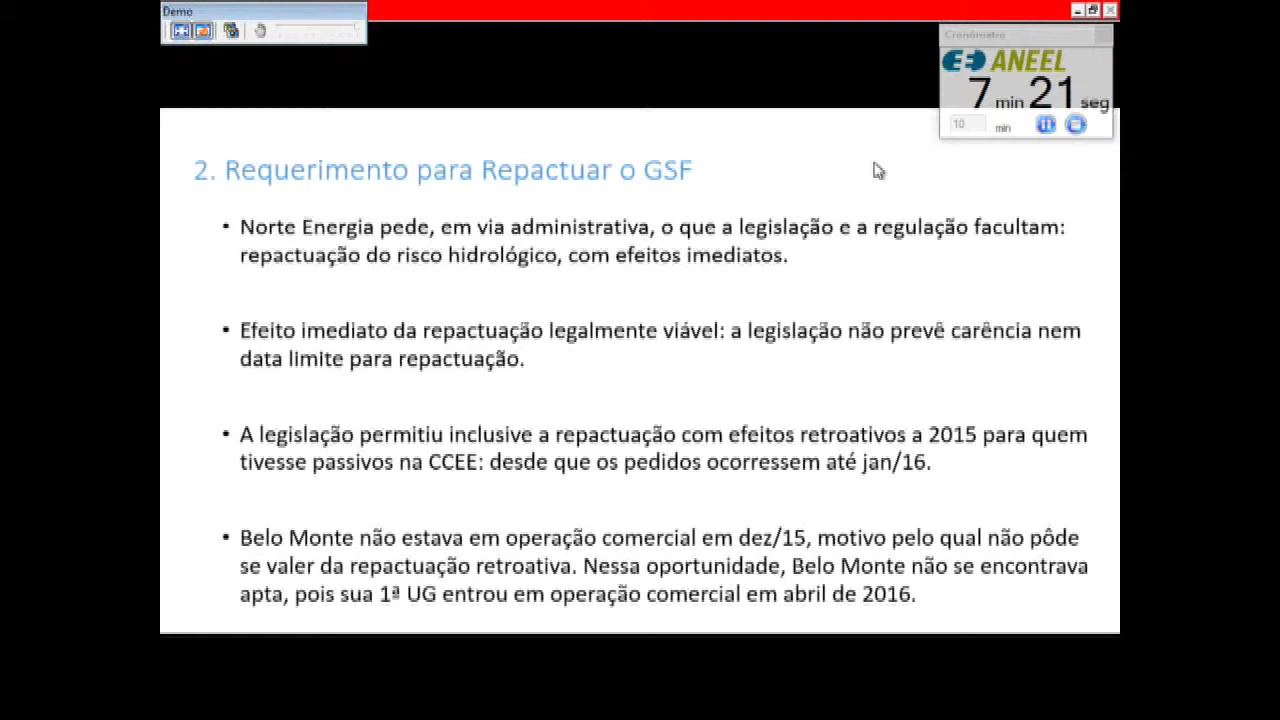 Demo
Cronômetro
ANEEL
7 min 21 seg
10 min
2. Requerimento para Repactuar o GSF
• Norte Energia pede, em via administrativa, o que a legislação e a regulação facultam:
repactuação do risco hidrológico, com efeitos imediatos.
• Efeito imediato da repactuação legalmente viável: a legislação não prevê carência nem
data limite para repactuação.
• A legislação permitiu inclusive a repactuação com efeitos retroativos a 2015 para quem
tivesse passivos na CCEE: desde que os pedidos ocorressem até jan/16.
• Belo Monte não estava em operação comercial em dez/15, motivo pelo qual não pôde
se valer da repactuação retroativa. Nessa oportunidade, Belo Monte não se encontrava
apta, pois sua 1ª UG entrou em operação comercial em abril de 2016.